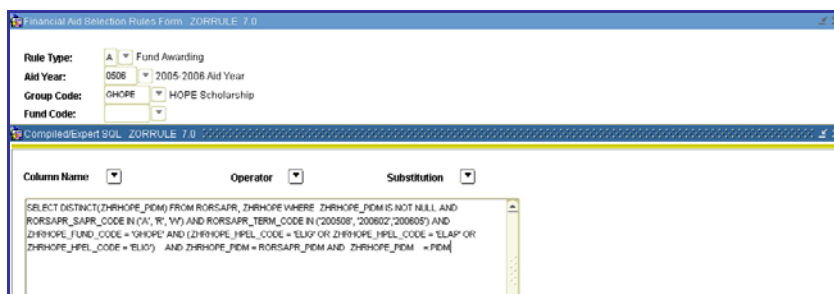 Financial Aid Selection Rules Form ZORRULE 7.0
Rule Type: A Fund Awarding
Aid Year: 0506 2005-2006 Aid Year
Group Code: GHOPE HOPE Scholarship
Fund Code:
Compiled/Expert SQL ZORRULE 7.0
Column Name Operator Substitution
SELECT DISTINCT(ZHRHOPE_PIDM) FROM RORSAPR, ZHRHOPE WHERE ZHRHOPE_PIDM IS NOT NULL AND
RORSAPR_SAPR_CODE IN ('A', 'R', 'W') AND RORSAPR_TERM_CODE IN ('200508', '200602','200605') AND
ZHRHOPE_FUND_CODE = 'GHOPE' AND (ZHRHOPE_HPEL_CODE = 'ELIG' OR ZHRHOPE_HPEL_CODE = 'ELAP' OR
ZHRHOPE_HPEL_CODE = 'ELIG') AND ZHRHOPE_PIDM = RORSAPR_PIDM AND ZHRHOPE_PIDM = PIDM